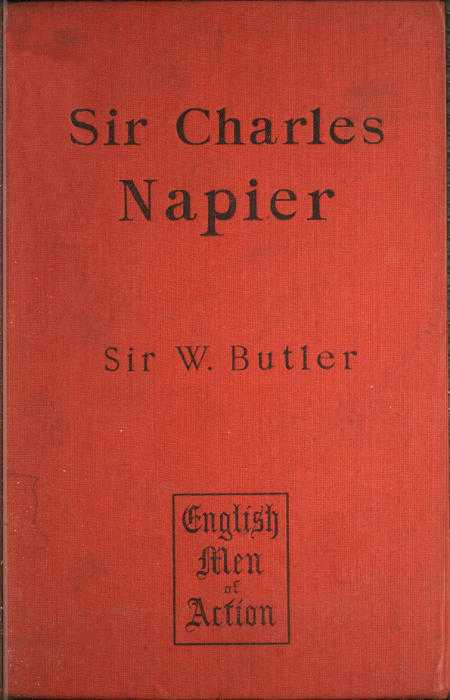 Sir Charles
Napier
Sir W. Butler
English
Men
of
Action